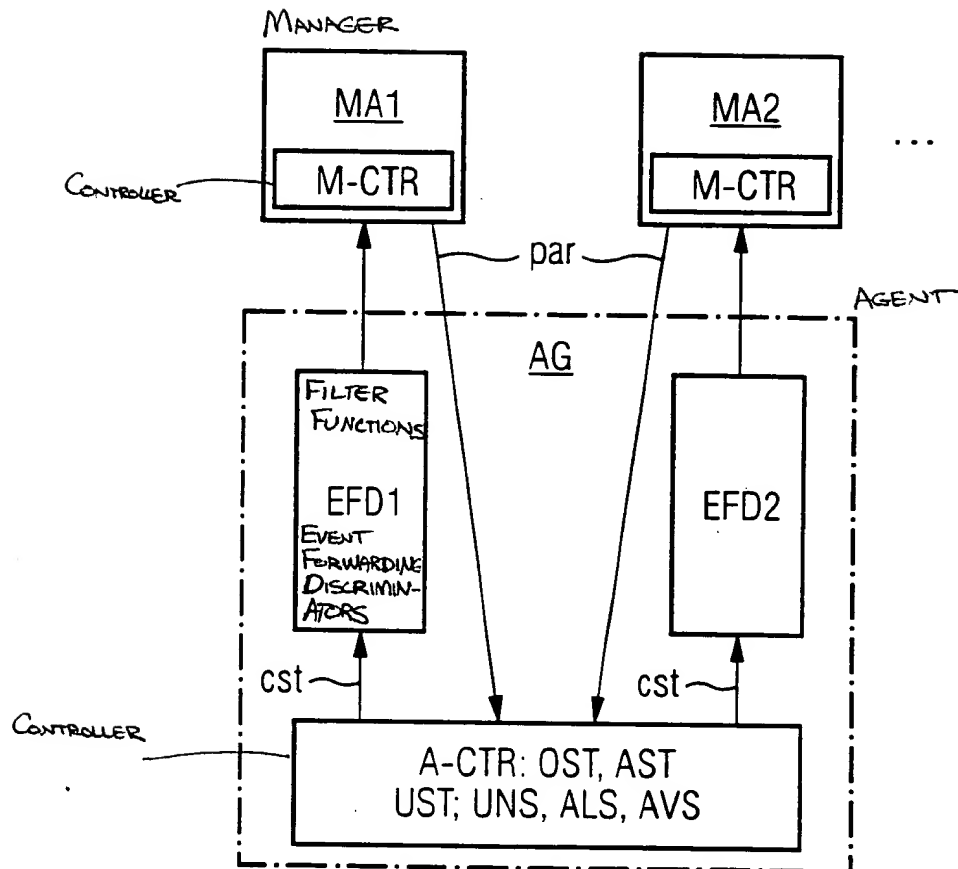 MANAGER
MA1
MA2
...
M-CTR
M-CTR
CONTROLLER
par
AGENT
AG
FILTER
FUNCTIONS
EFD1
EVENT
FORWARDING
DISCRIMIN-
ATORS
EFD2
cst
cst
CONTROLLER
A-CTR: OST, AST
UST; UNS, ALS, AVS